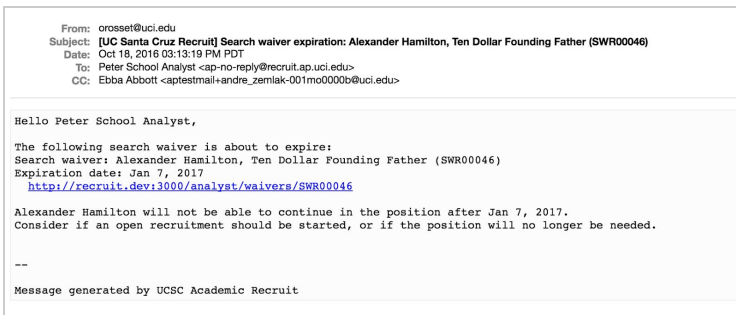 From: orosset@uci.edu
Subject: [UC Santa Cruz Recruit] Search waiver expiration: Alexander Hamilton, Ten Dollar Founding Father (SWR00046)
Date: Oct 18, 2016 03:13:19 PM PDT
To: Peter School Analyst <ap-no-reply@recruit.ap.uci.edu>
CC: Ebba Abbott <aptestmail+andre_zemlak-001mo0000b@uci.edu>
Hello Peter School Analyst,
The following search waiver is about to expire:
Search waiver: Alexander Hamilton, Ten Dollar Founding Father (SWR00046)
Expiration date: Jan 7, 2017
http://recruit.dev:3000/analyst/waivers/SWR00046
Alexander Hamilton will not be able to continue in the position after Jan 7, 2017.
Consider if an open recruitment should be started, or if the position will no longer be needed.
--
Message generated by UCSC Academic Recruit